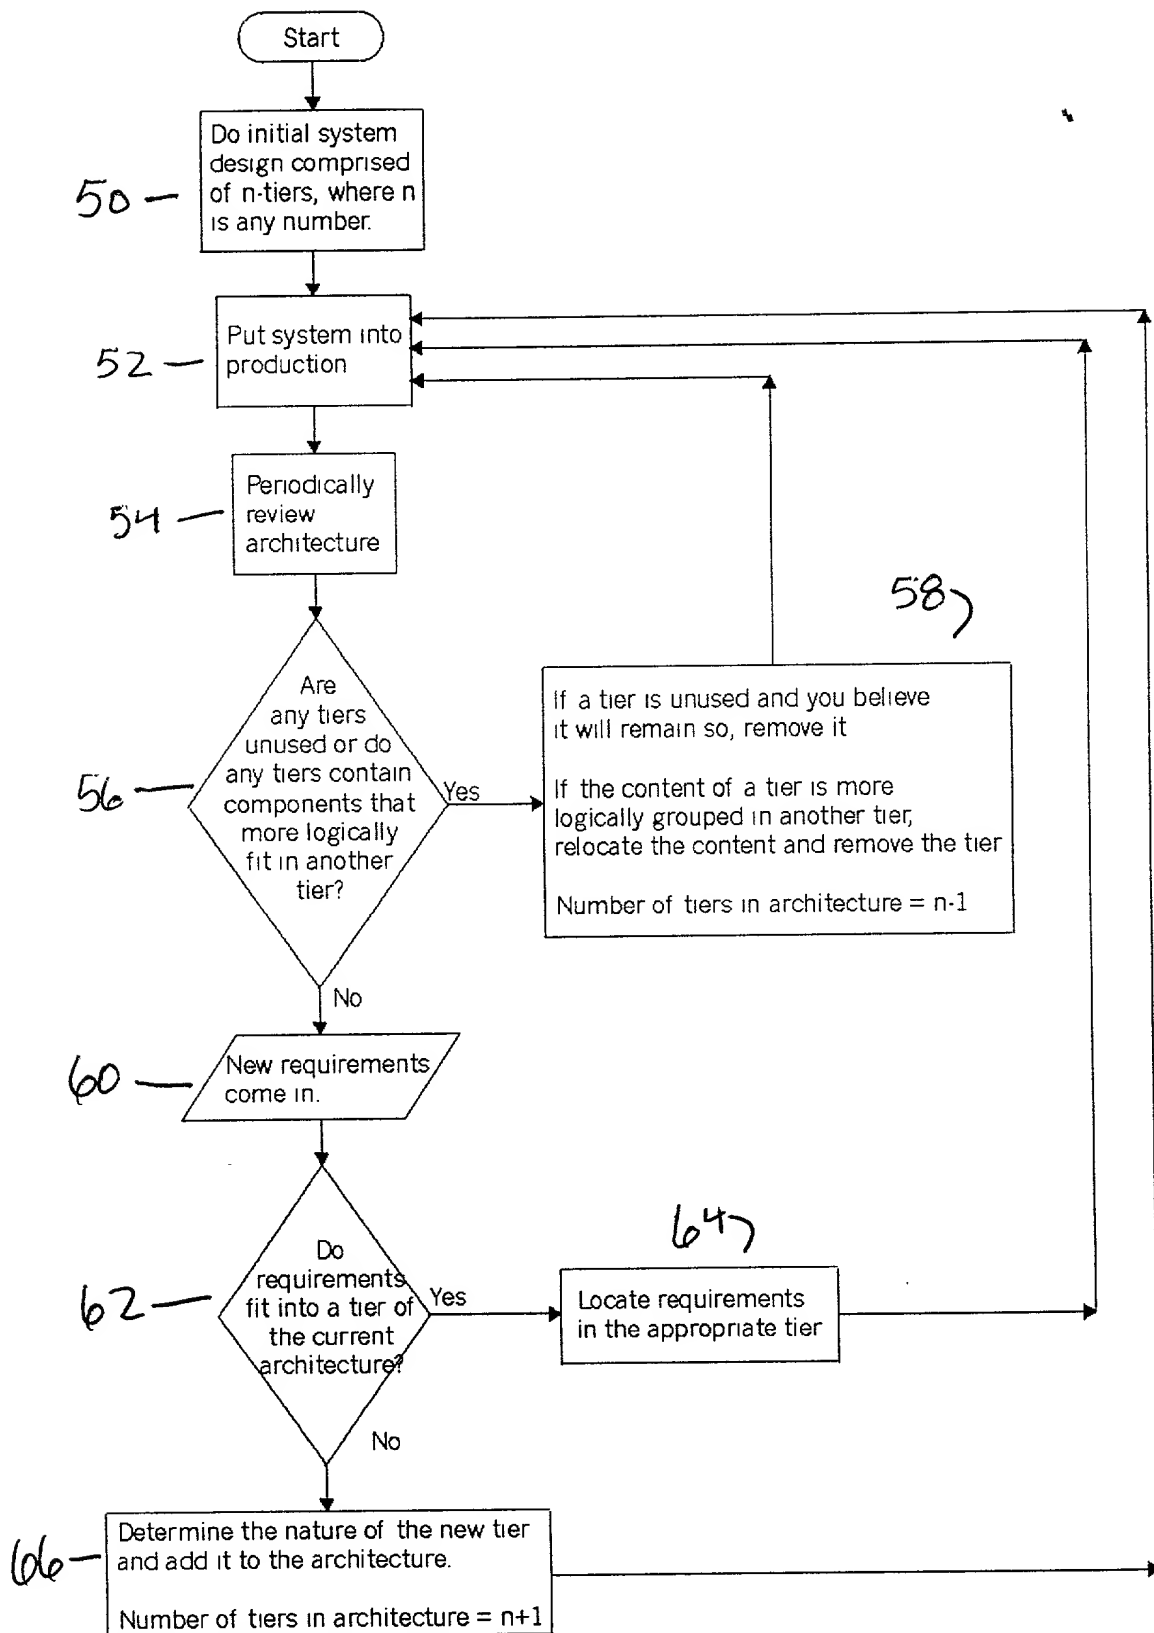 Start
Do initial system
design comprised
of n-tiers, where n
is any number.
50
Put system into
production
52
Periodically
review
architecture
54
58
Are
any tiers
unused or do
any tiers contain
components that
more logically
fit in another
tier?
56
Yes
If a tier is unused and you believe
it will remain so, remove it
If the content of a tier is more
logically grouped in another tier,
relocate the content and remove the tier
Number of tiers in architecture = n-1
No
New requirements
come in.
60
64
Do
requirements
fit into a tier of
the current
architecture?
62
Yes
Locate requirements
in the appropriate tier
No
Determine the nature of the new tier
and add it to the architecture.
Number of tiers in architecture = n+1
66